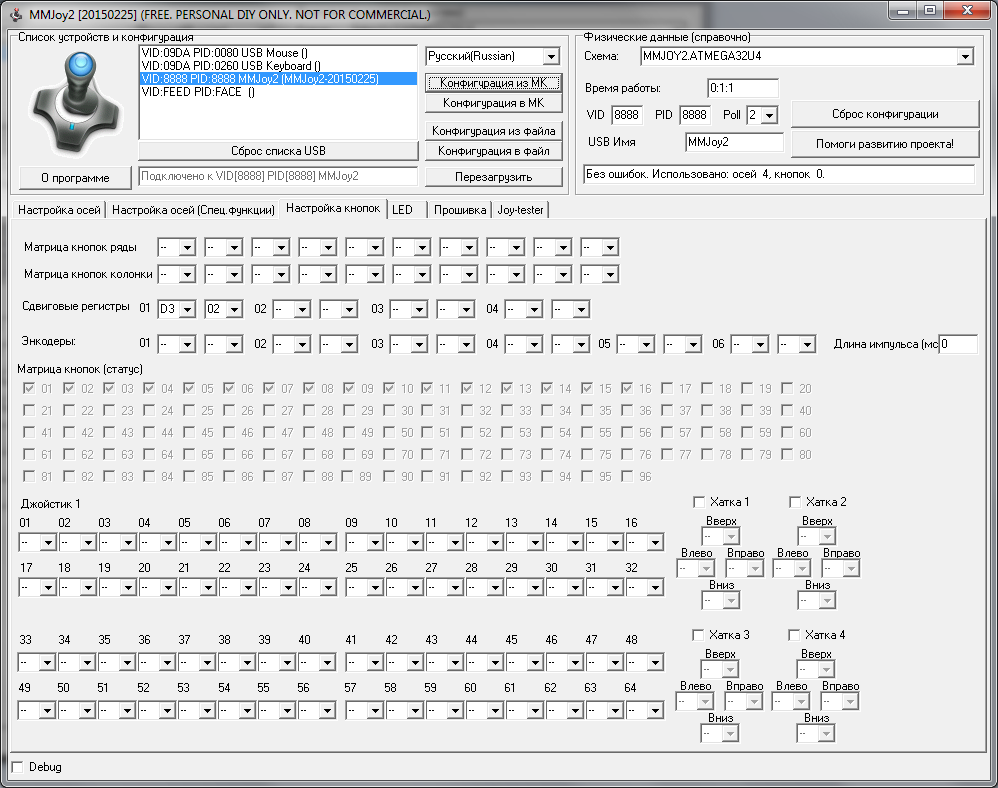 MMJoy2 [20150225] (FREE. PERSONAL DIY ONLY. NOT FOR COMMERCIAL.)
Список устройств и конфигурация
VID:09DA PID:0080 USB Mouse ()
VID:09DA PID:0260 USB Keyboard ()
VID:8888 PID:8888 MMJoy2 (MMJoy2-20150225)
VID:FEED PID:FACE ()
Сброс списка USB
О программе
Подключено к VID[8888] PID[8888] MMJoy2
Русский(Russian)
Конфигурация из МК
Конфигурация в МК
Конфигурация из файла
Конфигурация в файл
Перезагрузить
Физические данные (справочно)
Схема: MMJOY2.ATMEGA32U4
Время работы: 0:1:1
VID 8888 PID 8888 Poll 2
USB Имя MMJoy2
Сброс конфигурации
Помоги развитию проекта!
Без ошибок. Использовано: осей 4, кнопок 0.
Настройка осей Настройка осей (Спец.функции) Настройка кнопок LED Прошивка Joy-tester
Матрица кнопок ряды -- -- -- -- -- -- -- -- -- --
Матрица кнопок колонки -- -- -- -- -- -- -- -- -- --
Сдвиговые регистры 01 D3 02 02 -- -- 03 -- -- 04 -- --
Энкодеры: 01 -- -- 02 -- -- 03 -- -- 04 -- -- 05 -- -- 06 -- -- Длина импульса (мс 0
Матрица кнопок (статус)
01 02 03 04 05 06 07 08 09 10 11 12 13 14 15 16 17 18 19 20
21 22 23 24 25 26 27 28 29 30 31 32 33 34 35 36 37 38 39 40
41 42 43 44 45 46 47 48 49 50 51 52 53 54 55 56 57 58 59 60
61 62 63 64 65 66 67 68 69 70 71 72 73 74 75 76 77 78 79 80
81 82 83 84 85 86 87 88 89 90 91 92 93 94 95 96
Джойстик 1
01 02 03 04 05 06 07 08 09 10 11 12 13 14 15 16
-- -- -- -- -- -- -- -- -- -- -- -- -- -- -- --
17 18 19 20 21 22 23 24 25 26 27 28 29 30 31 32
-- -- -- -- -- -- -- -- -- -- -- -- -- -- -- --
33 34 35 36 37 38 39 40 41 42 43 44 45 46 47 48
-- -- -- -- -- -- -- -- -- -- -- -- -- -- -- --
49 50 51 52 53 54 55 56 57 58 59 60 61 62 63 64
-- -- -- -- -- -- -- -- -- -- -- -- -- -- -- --
Хатка 1 Хатка 2
Вверх Вверх
-- --
Влево Вправо Влево Вправо
-- -- -- --
Вниз Вниз
-- --
Хатка 3 Хатка 4
Вверх Вверх
-- --
Влево Вправо Влево Вправо
-- -- -- --
Вниз Вниз
-- --
Debug